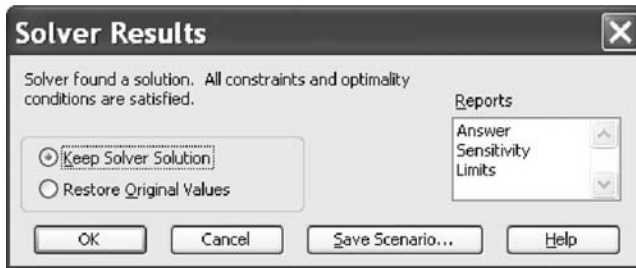 Solver Results
Solver found a solution. All constraints and optimality
conditions are satisfied.
Reports
Answer
Sensitivity
Limits
Keep Solver Solution
Restore Original Values
OK
Cancel
Save Scenario...
Help